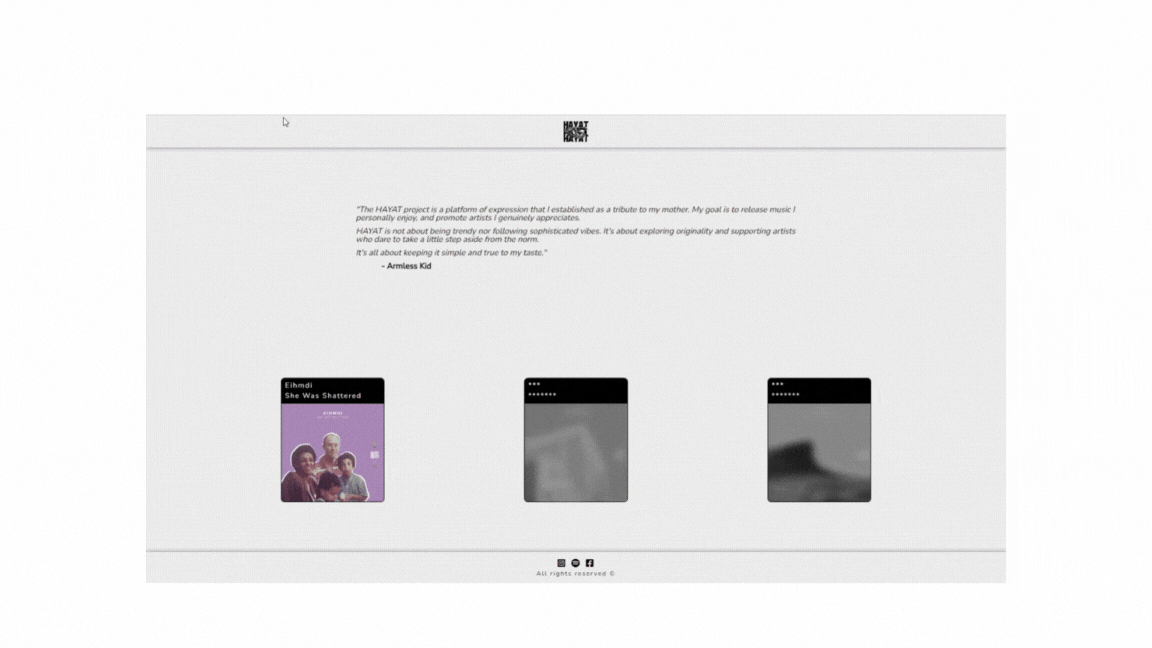 HAYAT
HAYAT
"The HAYAT project is a platform of expression that I established as a tribute to my mother. My goal is to release music I
personally enjoy, and promote artists I genuinely appreciates.
HAYAT is not about being trendy nor following sophisticated vibes. It's about exploring originality and supporting artists
who dare to take a little step aside from the norm.
It's all about keeping it simple and true to my taste."
- Armless Kid
Eihmdi
She Was Shattered
***
*******
***
*******
EIHMDI
All rights reserved ©